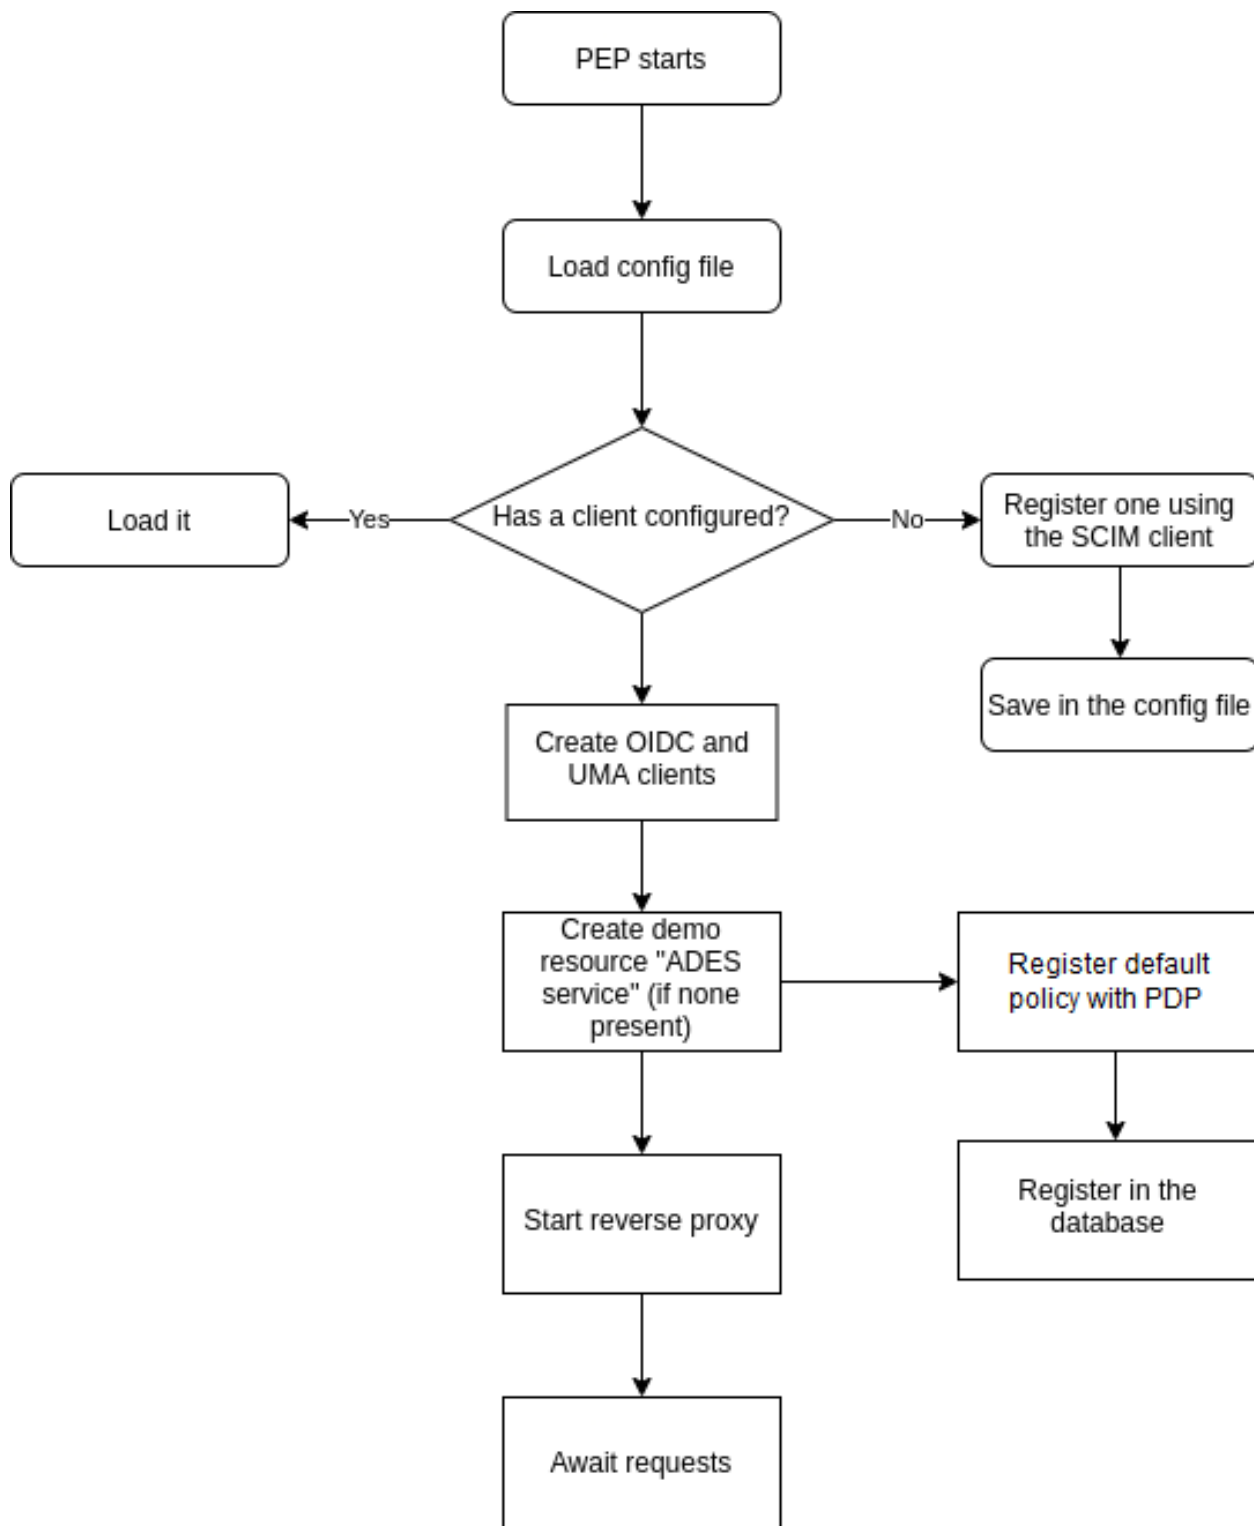 PEP starts
Load config file
Has a client configured?
Yes
Load it
No
Register one using
the SCIM client
Save in the config file
Create OIDC and
UMA clients
Create demo
resource "ADES
service" (if none
present)
Register default
policy with PDP
Register in the
database
Start reverse proxy
Await requests